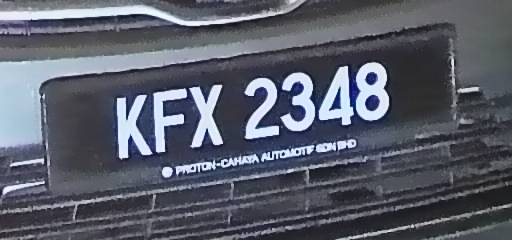 KFX 2348
PROTON-CAHAYA AUTOMOTIF SDN BHD